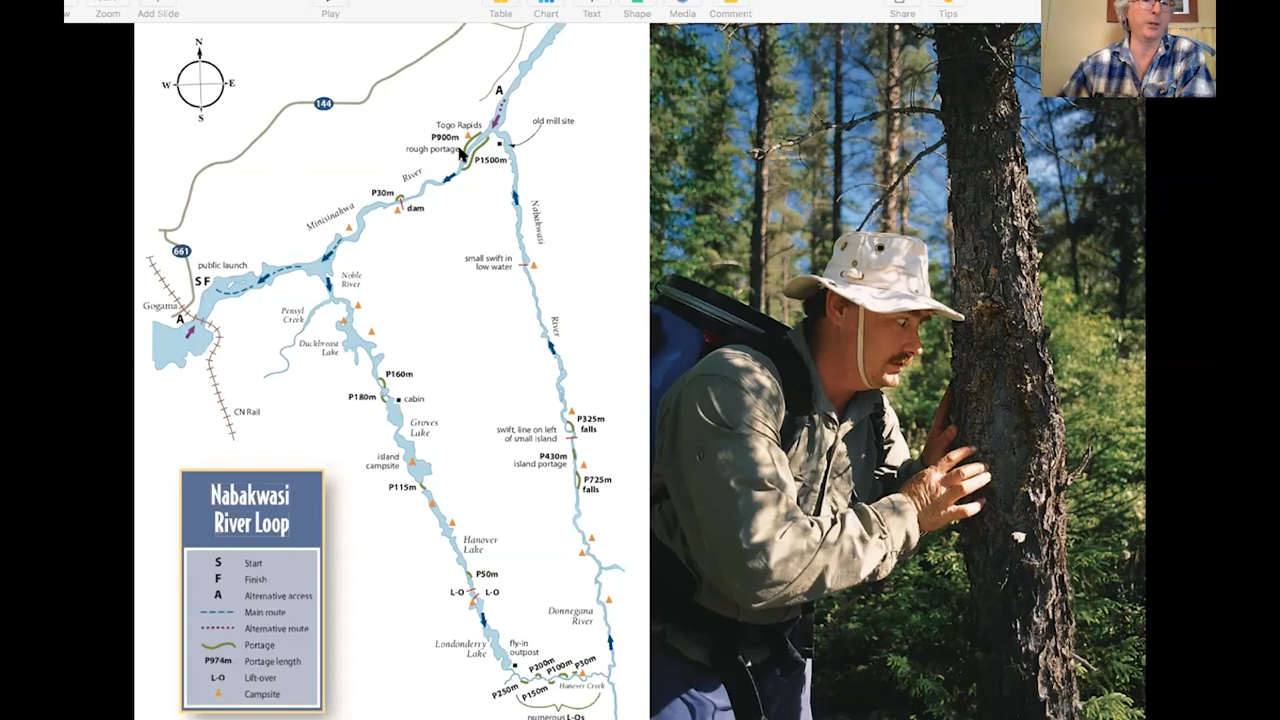 Zoom
Add Slide
Play
Table
Chart
Text
Shape
Media
Comment
Share
Tips
N
W
E
S
144
A
Togo Rapids
P900m
rough portage
old mill site
P1500m
River
P30m
dam
Minisinakwa
Nabakwasi
661
public launch
S F
small swift in
low water
Noble
River
Gogama
A
Pensyl
Creek
River
Duckbreast
Lake
P160m
P180m
cabin
CN Rail
Groves
Lake
P325m
falls
swift, line on left
of small island
P430m
island portage
island
campsite
P725m
falls
P115m
Hanover
Lake
P50m
L-O
L-O
Donnegana
River
Londonderry
Lake
fly-in
outpost
P200m
P100m
P50m
P250m
P150m
Hanover Creek
numerous L-Os
Nabakwasi
River Loop
S Start
F Finish
A Alternative access
Main route
Alternative route
Portage
P974m Portage length
L-O Lift-over
Campsite